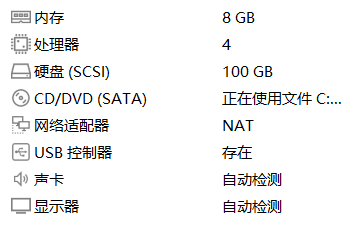 内存 8 GB
处理器 4
硬盘 (SCSI) 100 GB
CD/DVD (SATA) 正在使用文件 C:...
网络适配器 NAT
USB 控制器 存在
声卡 自动检测
显示器 自动检测